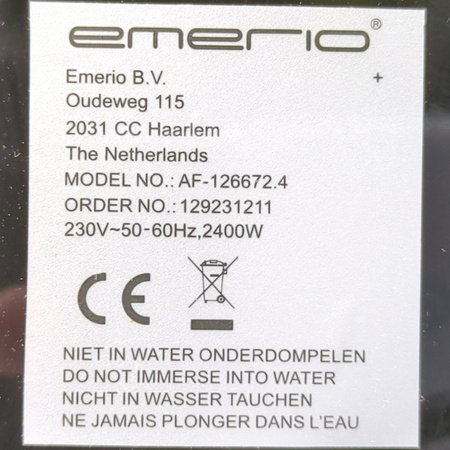 emerio®
Emerio B.V. +
Oudeweg 115
2031 CC Haarlem
The Netherlands
MODEL NO.: AF-126672.4
ORDER NO.:129231211
230V~50-60Hz,2400W
CE
NIET IN WATER ONDERDOMPELEN
DO NOT IMMERSE INTO WATER
NICHT IN WASSER TAUCHEN
NE JAMAIS PLONGER DANS L'EAU